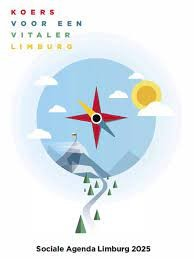 KOERS
VOOR EEN
VITALER
LIMBURG
Sociale Agenda Limburg 2025